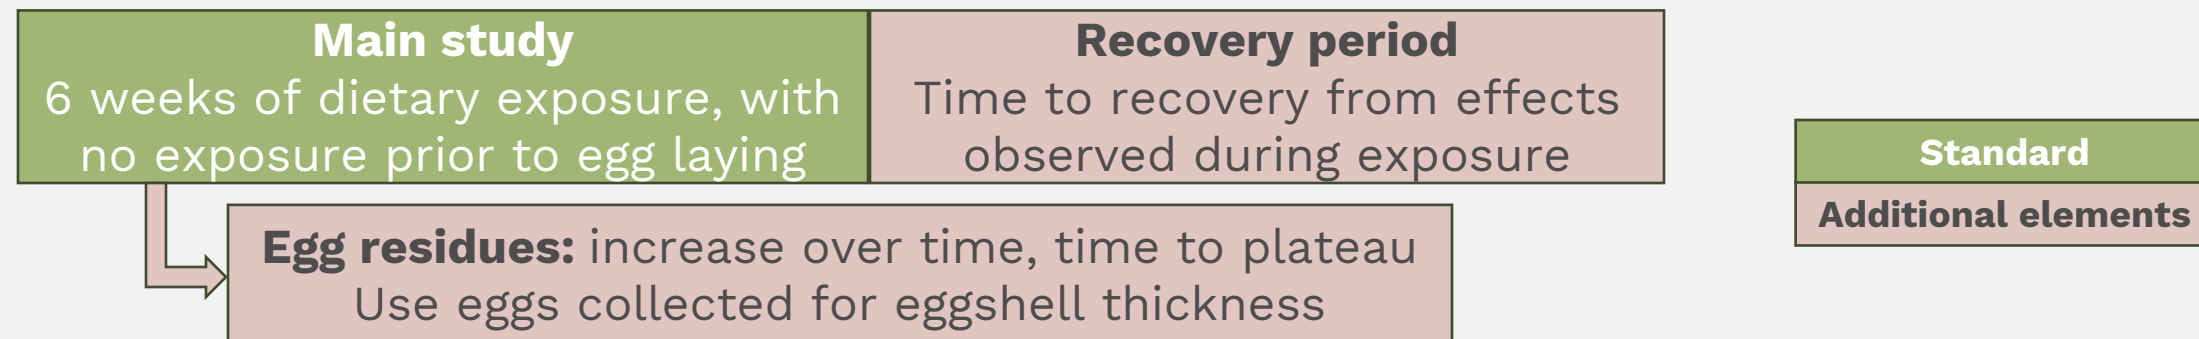 Main study
6 weeks of dietary exposure, with
no exposure prior to egg laying
Recovery period
Time to recovery from effects
observed during exposure
Egg residues: increase over time, time to plateau
Use eggs collected for eggshell thickness
Standard
Additional elements